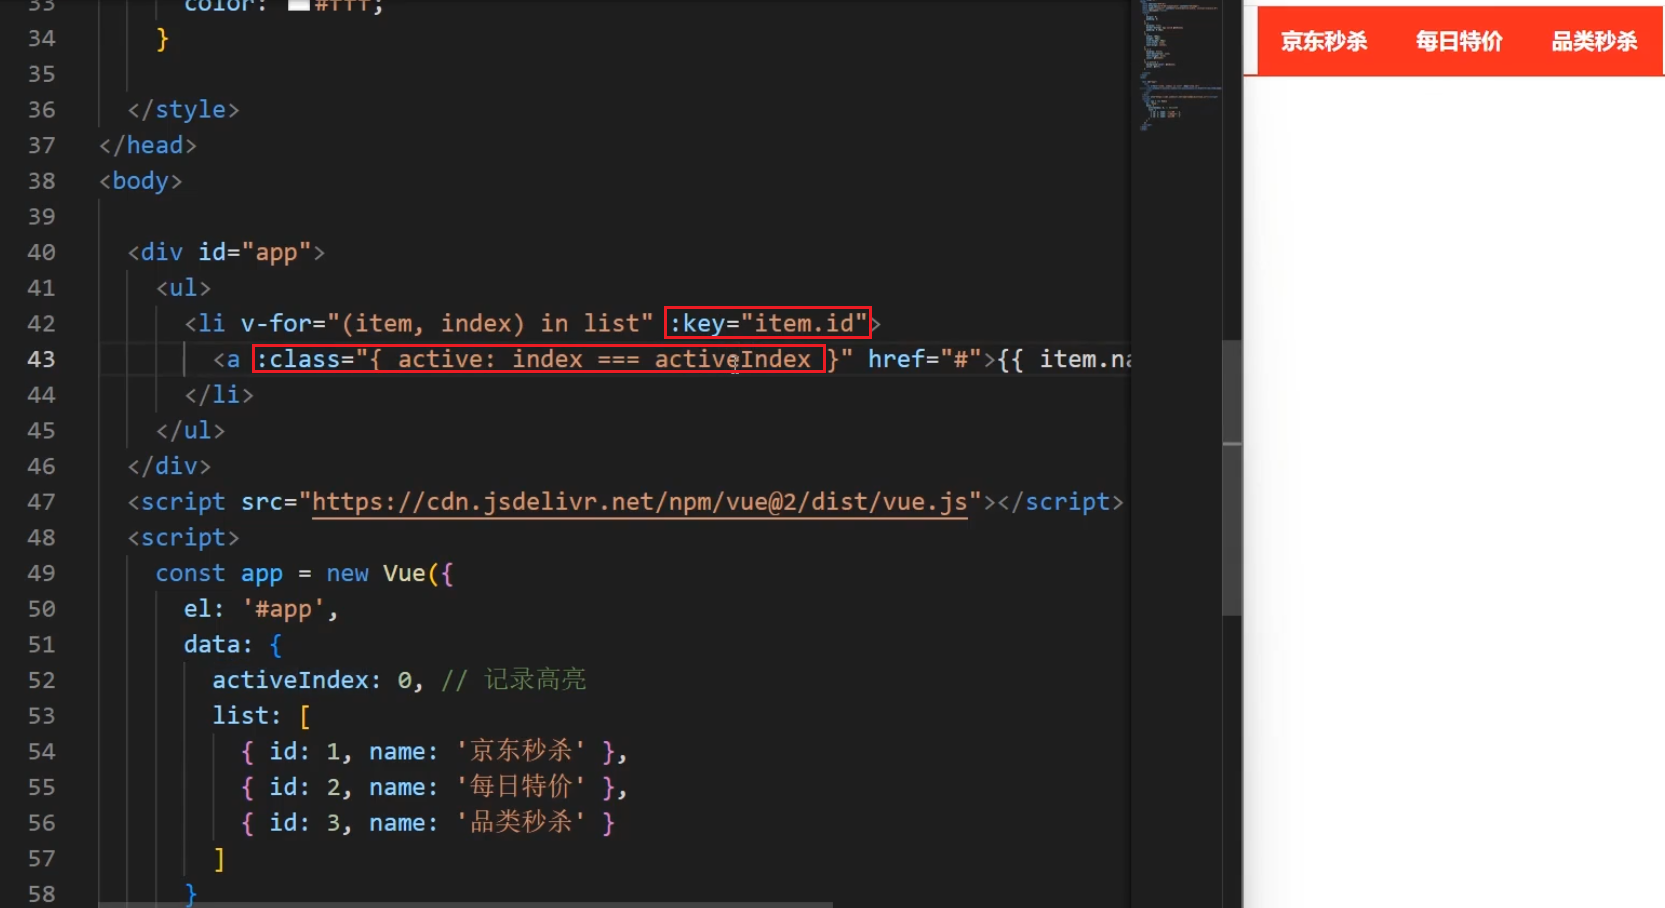 33 color: #fff;
34 }
35
36 </style>
37 </head>
38 <body>
39
40 <div id="app">
41 <ul>
42 <li v-for="(item, index) in list" :key="item.id">
43 <a :class="{ active: index === activeIndex }" href="#">{{ item.na
44 </li>
45 </ul>
46 </div>
47 <script src="https://cdn.jsdelivr.net/npm/vue@2/dist/vue.js"></script>
48 <script>
49 const app = new Vue({
50 el: '#app',
51 data: {
52 activeIndex: 0, // 记录高亮
53 list: [
54 { id: 1, name: '京东秒杀' },
55 { id: 2, name: '每日特价' },
56 { id: 3, name: '品类秒杀' }
57 ]
58 }
京东秒杀 每日特价 品类秒杀